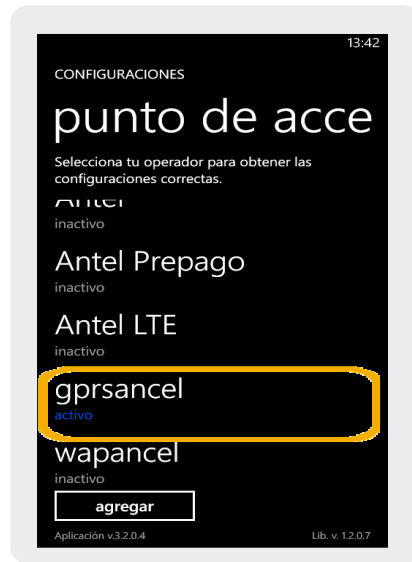 13:42
CONFIGURACIONES
punto de acce
Selecciona tu operador para obtener las
configuraciones correctas.
Antel
inactivo
Antel Prepago
inactivo
Antel LTE
inactivo
gprsancel
activo
wapancel
inactivo
agregar
Aplicación v.3.2.0.4 Lib. v. 1.2.0.7